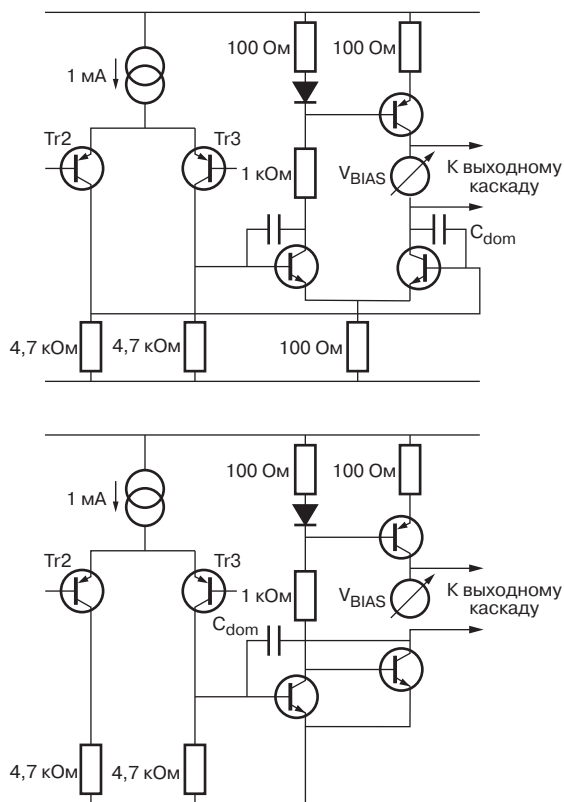 100 Ом
100 Ом
1 мА
Tr2
Tr3
1 кОм
VBIAS
К выходному
каскаду
Cdom
4,7 кОм
4,7 кОм
100 Ом
100 Ом
100 Ом
1 мА
Tr2
Tr3
1 кОм
VBIAS
К выходному
каскаду
Cdom
4,7 кОм
4,7 кОм